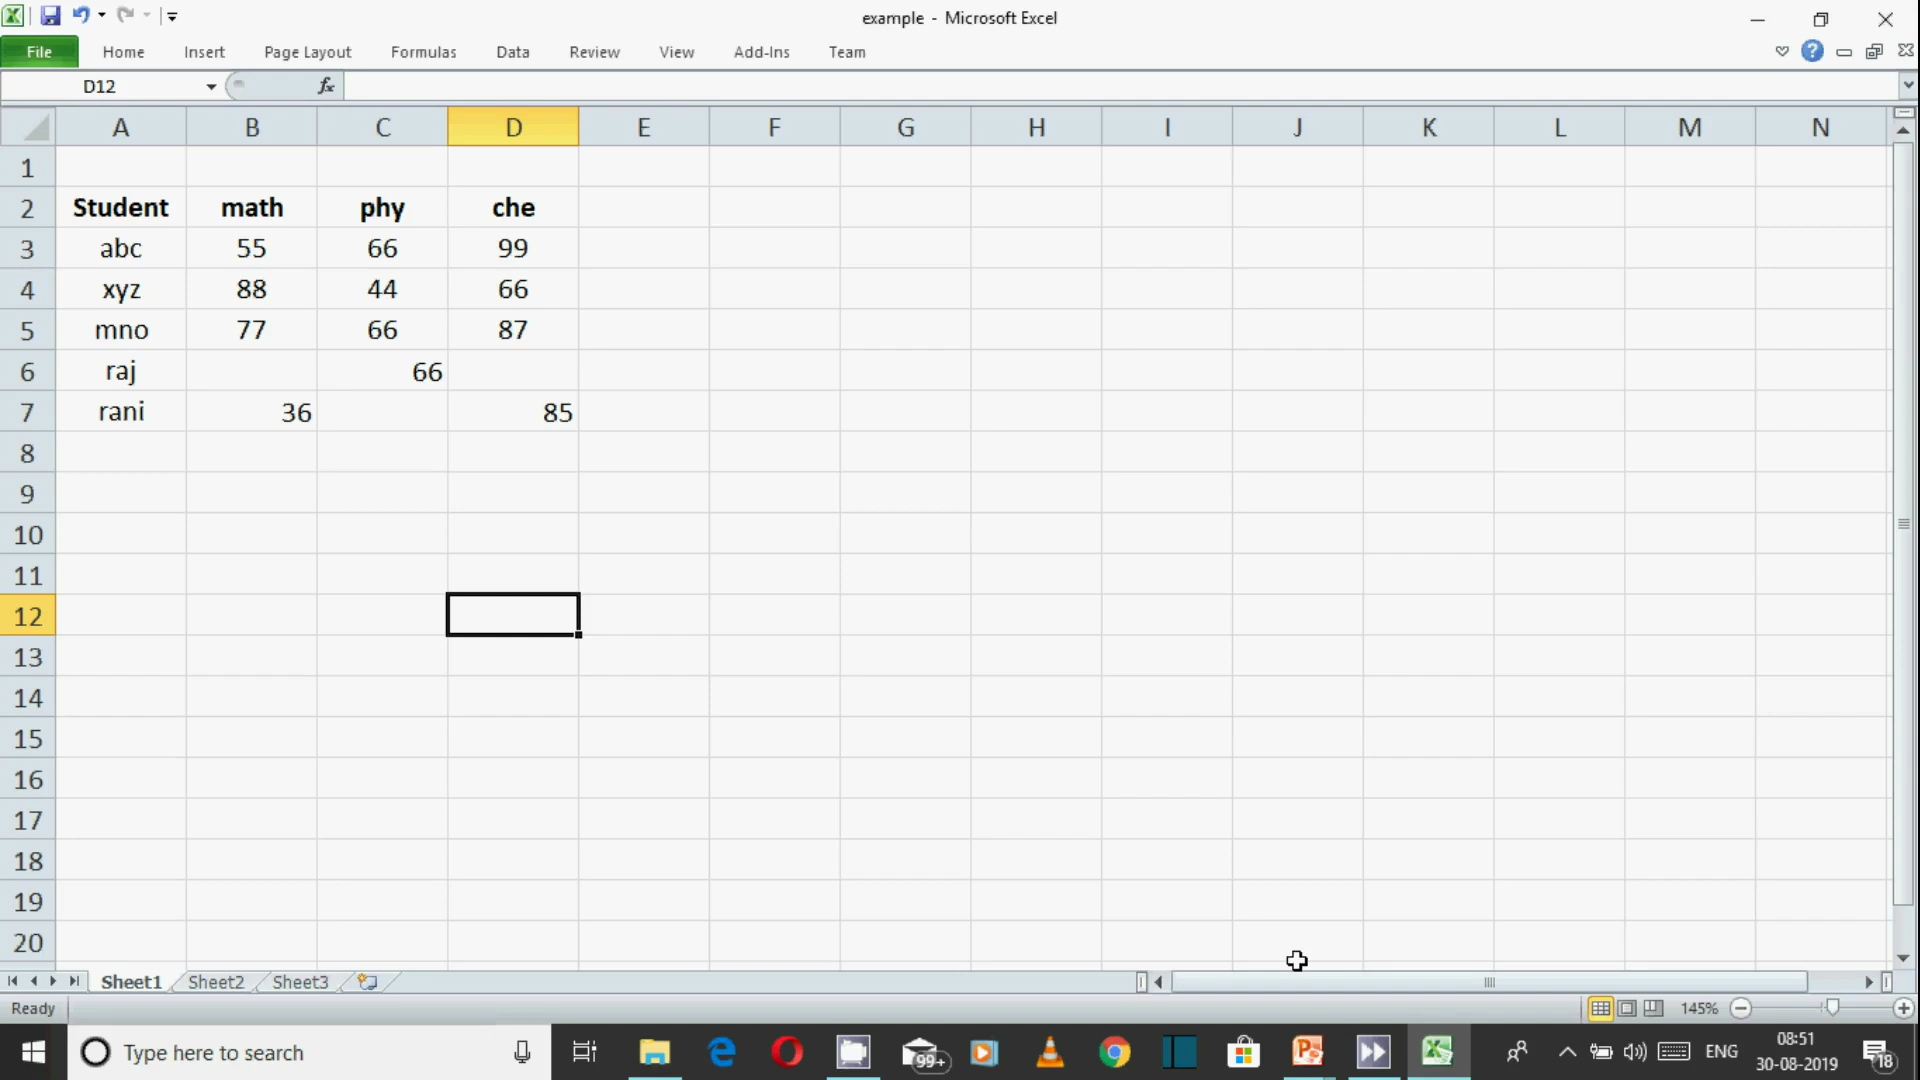 example - Microsoft Excel
File Home Insert Page Layout Formulas Data Review View Add-Ins Team
D12 fx
A B C D E F G H I J K L M N
1
2 Student math phy che
3 abc 55 66 99
4 xyz 88 44 66
5 mno 77 66 87
6 raj 66
7 rani 36 85
8
9
10
11
12
13
14
15
16
17
18
19
20
Sheet1 Sheet2 Sheet3
Ready 145%
Type here to search 99+ ENG 08:51
30-08-2019 18